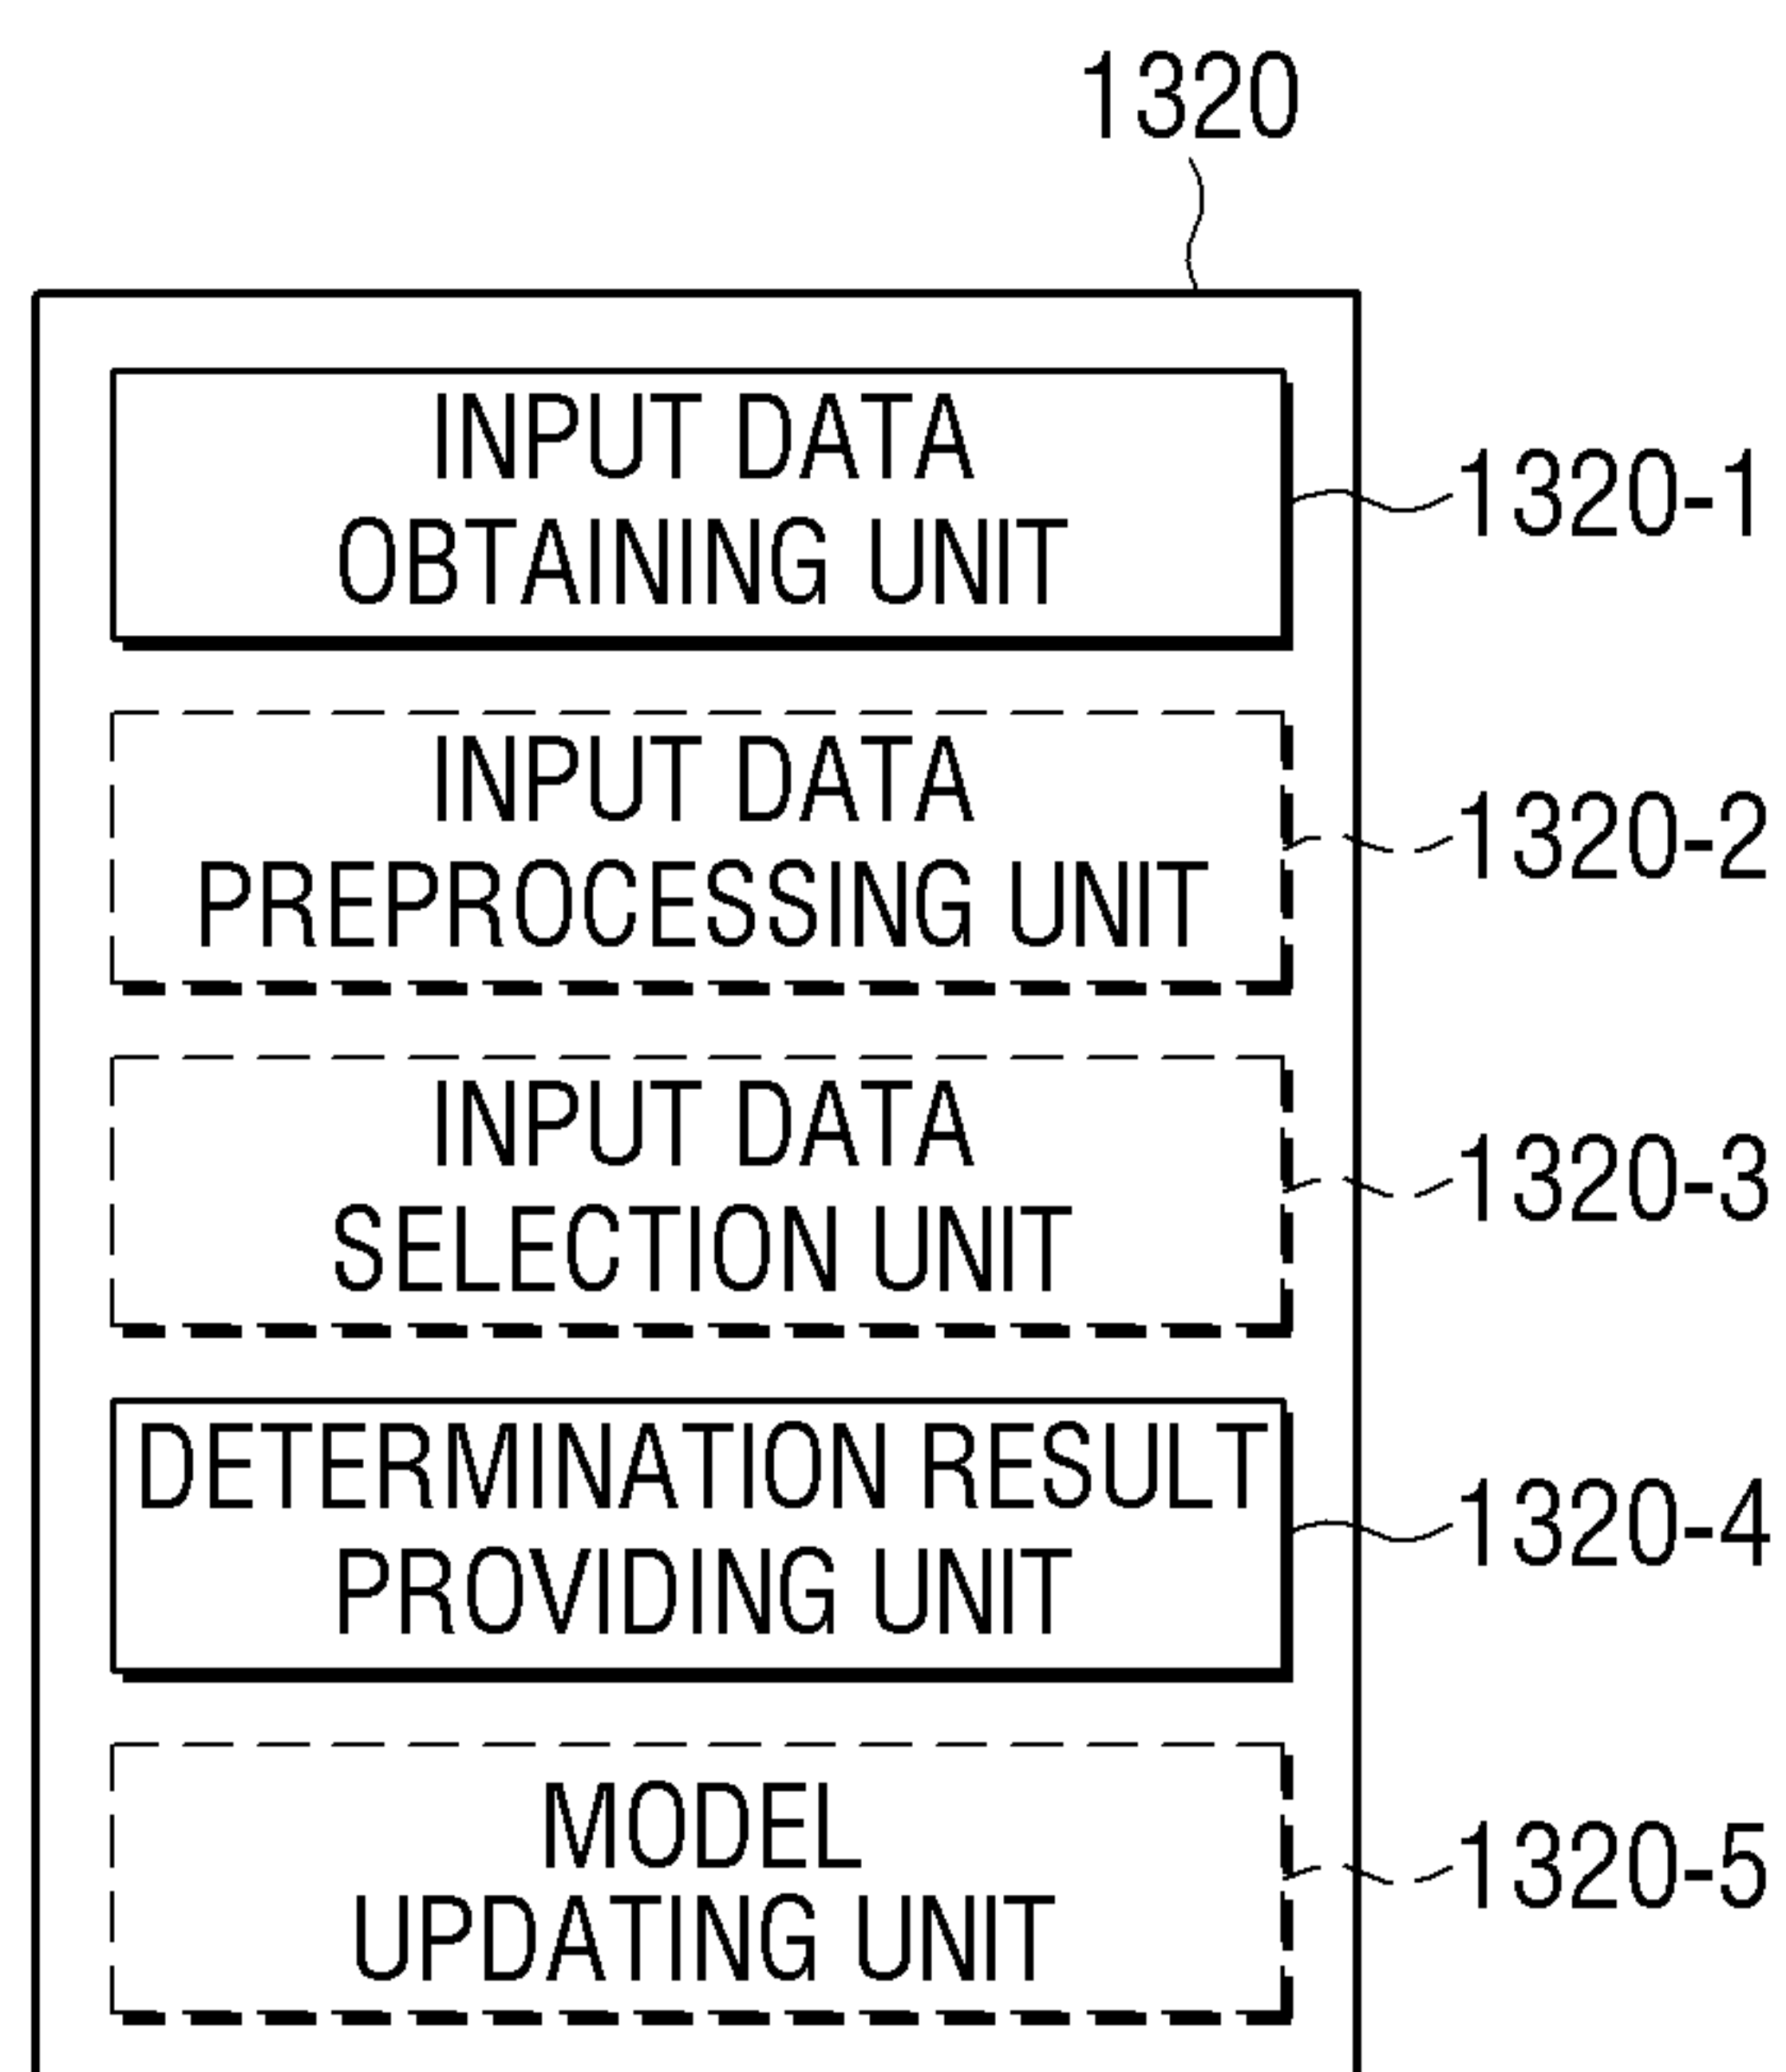 1320
INPUT DATA
OBTAINING UNIT
1320-1
INPUT DATA
PREPROCESSING UNIT
1320-2
INPUT DATA
SELECTION UNIT
1320-3
DETERMINATION RESULT
PROVIDING UNIT
1320-4
MODEL
UPDATING UNIT
1320-5